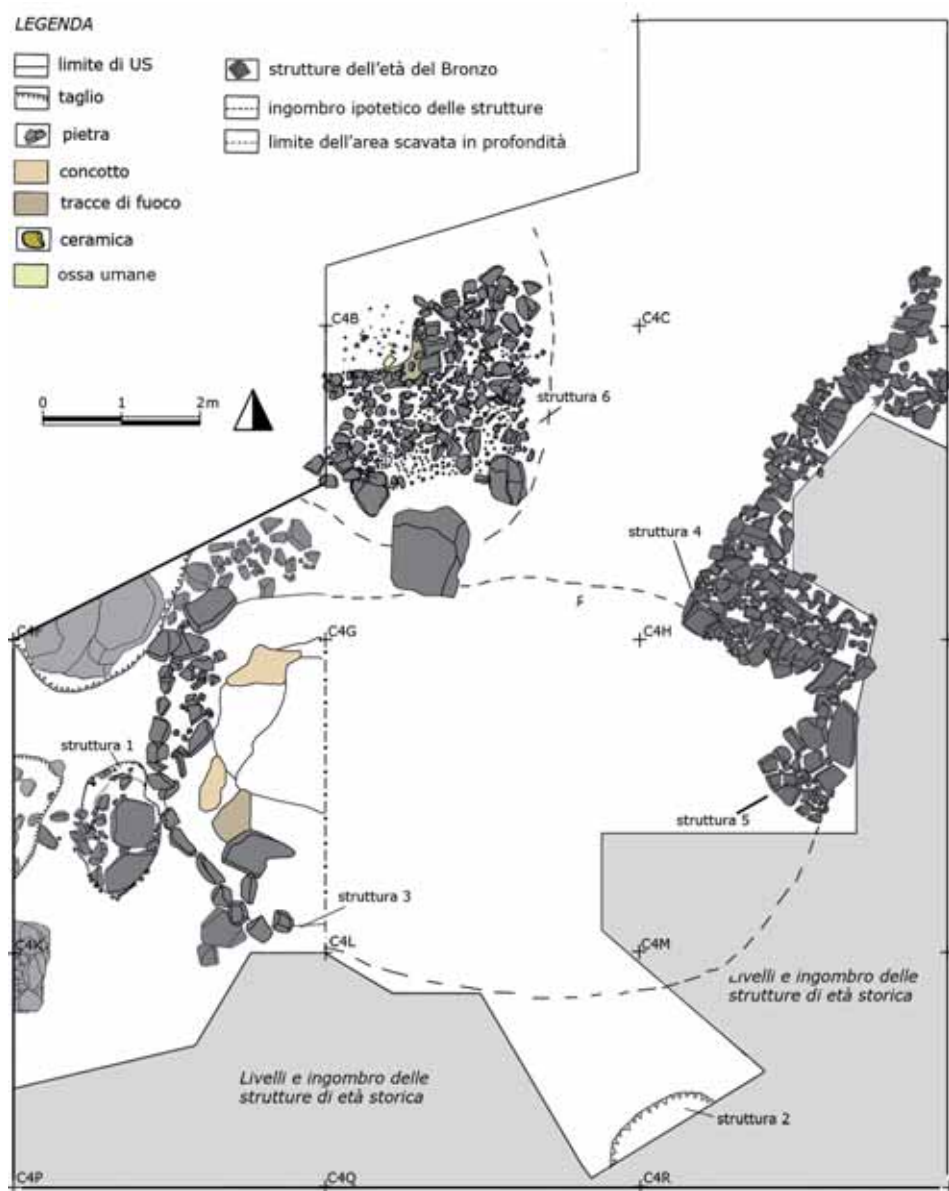 LEGENDA
limite di US
taglio
pietra
concotto
tracce di fuoco
ceramica
ossa umane
strutture dell'età del Bronzo
ingombro ipotetico delle strutture
limite dell'area scavata in profondità
C4B
C4C
0 1 2m
struttura 6
struttura 4
C4F
C4G
C4H
struttura 1
struttura 5
struttura 3
C4K
C4L
C4M
Livelli e ingombro delle
strutture di età storica
Livelli e ingombro delle
strutture di età storica
struttura 2
C4P
C4Q
C4R